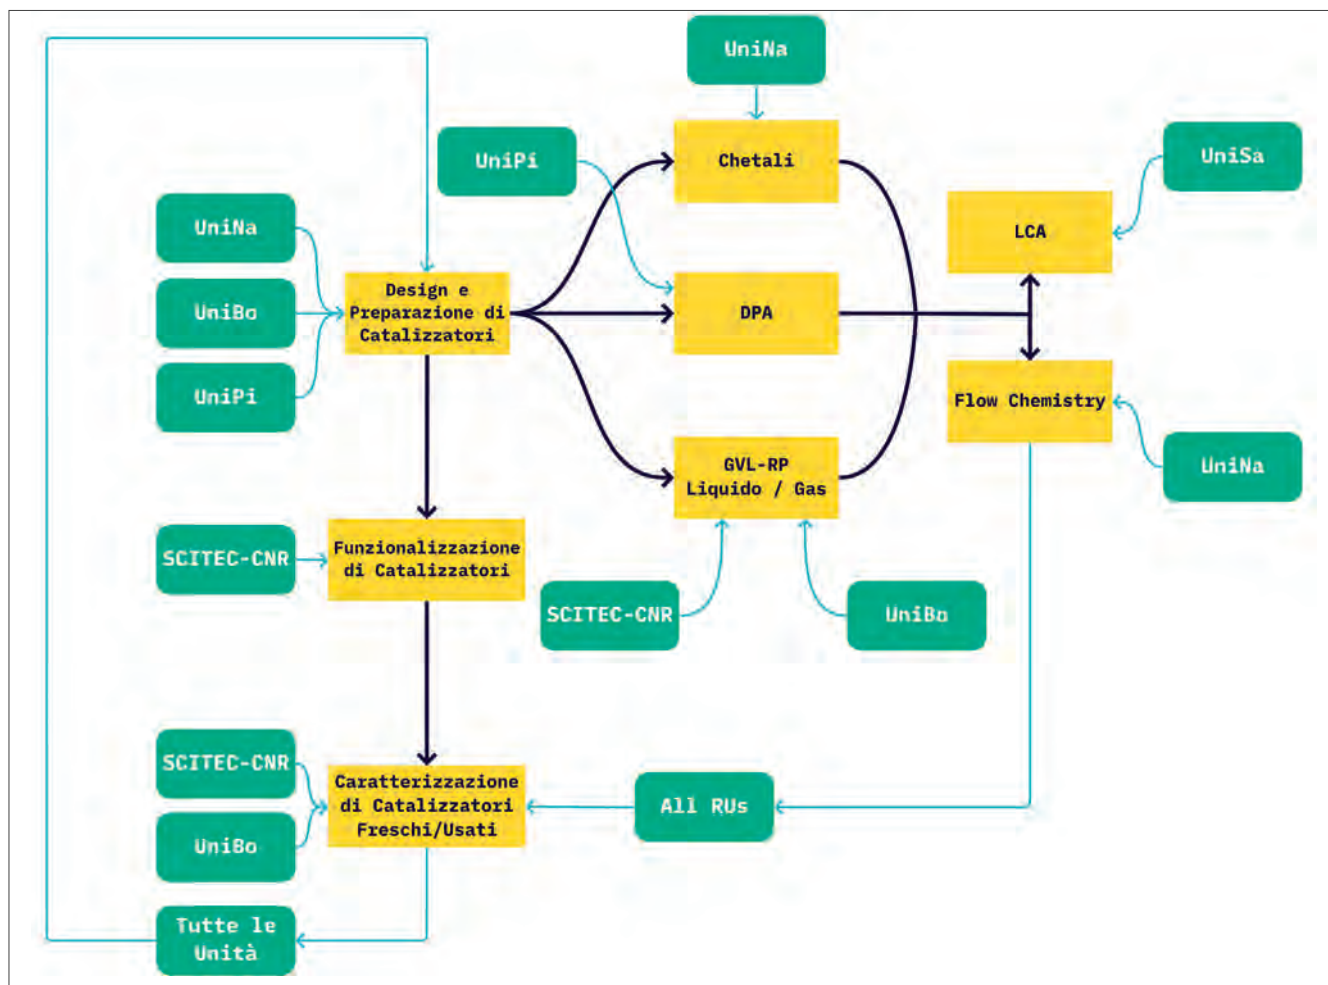 UniNa
UniPi
Chetali
UniSa
UniNa
LCA
Design e
Preparazione di
Catalizzatori
UniBo
DPA
UniPi
Flow Chemistry
GVL-RP
Liquido / Gas
UniNa
SCITEC-CNR
Funzionalizzazione
di Catalizzatori
SCITEC-CNR
UniBo
SCITEC-CNR
Caratterizzazione
di Catalizzatori
Freschi/Usati
All RUs
UniBo
Tutte le
Unità